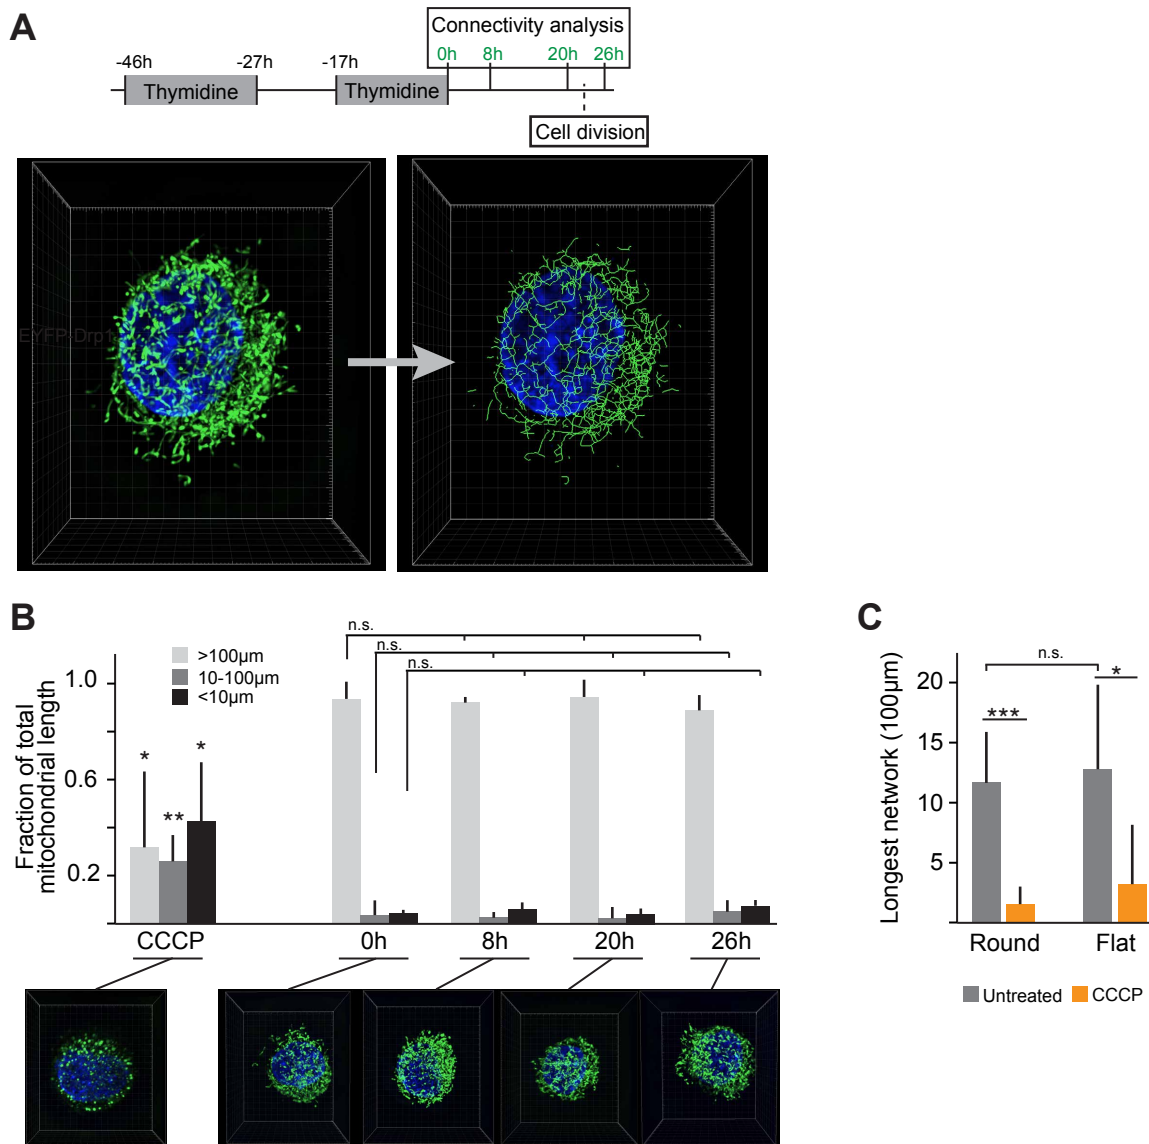 A
Connectivity analysis
0h 8h 20h 26h
-46h -27h -17h
Thymidine Thymidine
Cell division
EYFP-Drp1
B
n.s.
n.s.
n.s.
>100µm
10-100µm
<10µm
Fraction of total
mitochondrial length
1.0
0.6
0.2
* ** *
CCCP 0h 8h 20h 26h
C
n.s.
*
***
Longest network (100µm)
20
15
10
5
Round Flat
Untreated CCCP